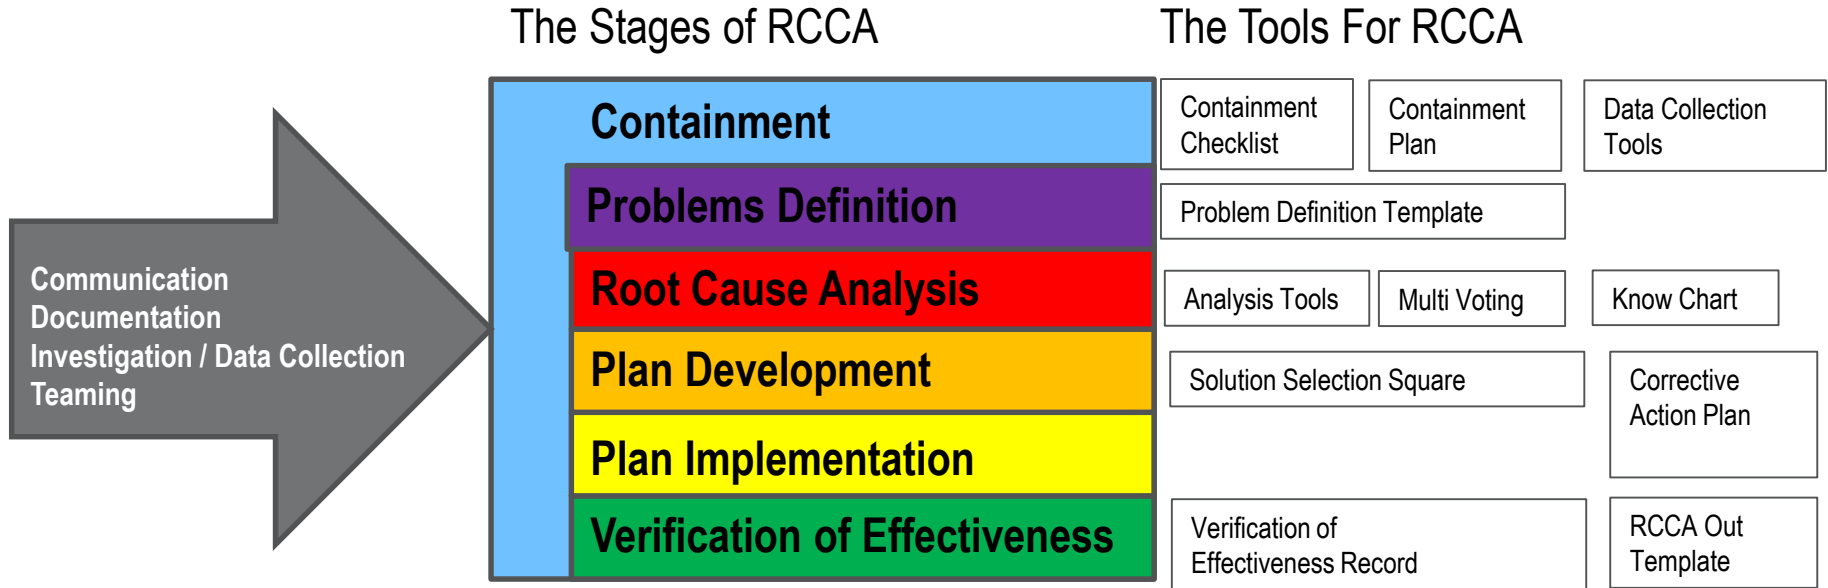 The Stages of RCCA
The Tools For RCCA
Communication
Documentation
Investigation / Data Collection
Teaming
Containment
Containment
Checklist
Containment
Plan
Data Collection
Tools
Problems Definition
Problem Definition Template
Root Cause Analysis
Analysis Tools
Multi Voting
Know Chart
Plan Development
Solution Selection Square
Corrective
Action Plan
Plan Implementation
Verification of Effectiveness
Verification of
Effectiveness Record
RCCA Out
Template